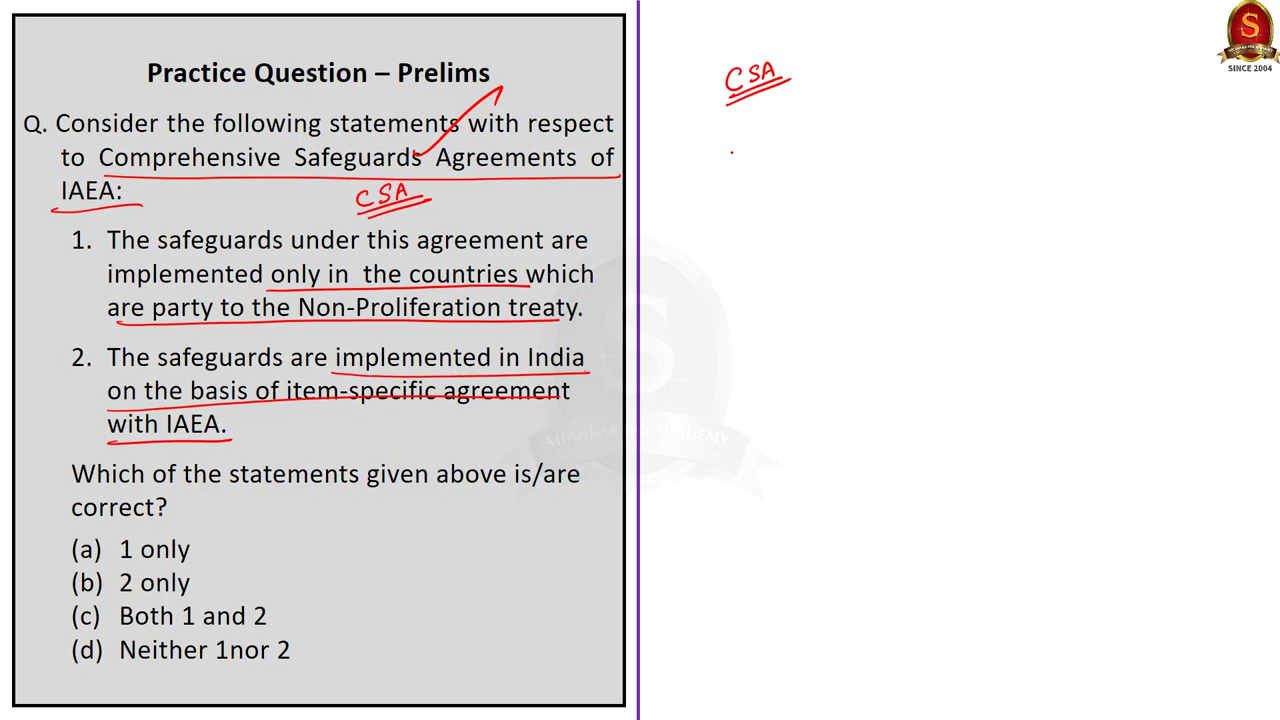 Practice Question – Prelims
Q. Consider the following statements with respect
to Comprehensive Safeguards Agreements of
IAEA:
CSA
1. The safeguards under this agreement are
implemented only in the countries which
are party to the Non-Proliferation treaty.
2. The safeguards are implemented in India
on the basis of item-specific agreement
with IAEA.
Which of the statements given above is/are
correct?
(a) 1 only
(b) 2 only
(c) Both 1 and 2
(d) Neither 1nor 2
CSA
S
SINCE 2004
S
SHANKAR IAS ACADEMY